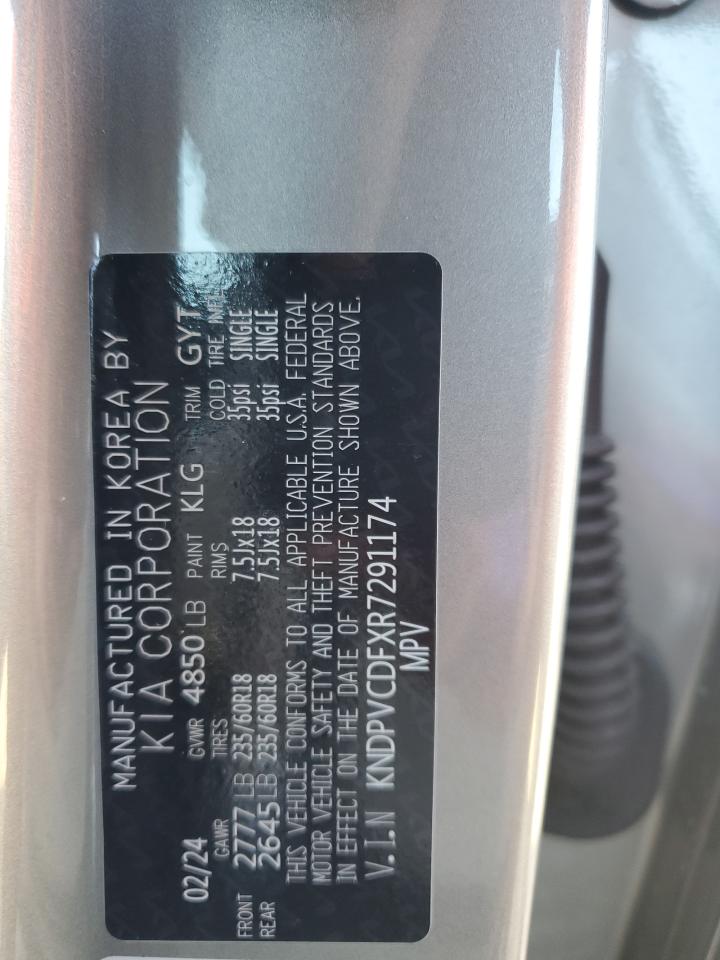 MANUFACTURED IN KOREA BY
KIA CORPORATION
02/24 GVWR 4850 LB PAINT KLG TRIM GYT
GAWR TIRES RIMS COLD TIRE INFL
FRONT 2777 LB 235/60R18 7.5Jx18 35psi SINGLE
REAR 2645 LB 235/60R18 7.5Jx18 35psi SINGLE
THIS VEHICLE CONFORMS TO ALL APPLICABLE U.S.A. FEDERAL
MOTOR VEHICLE SAFETY AND THEFT PREVENTION STANDARDS
IN EFFECT ON THE DATE OF MANUFACTURE SHOWN ABOVE.
V.I.N KNDPVCDFXR7291174
MPV